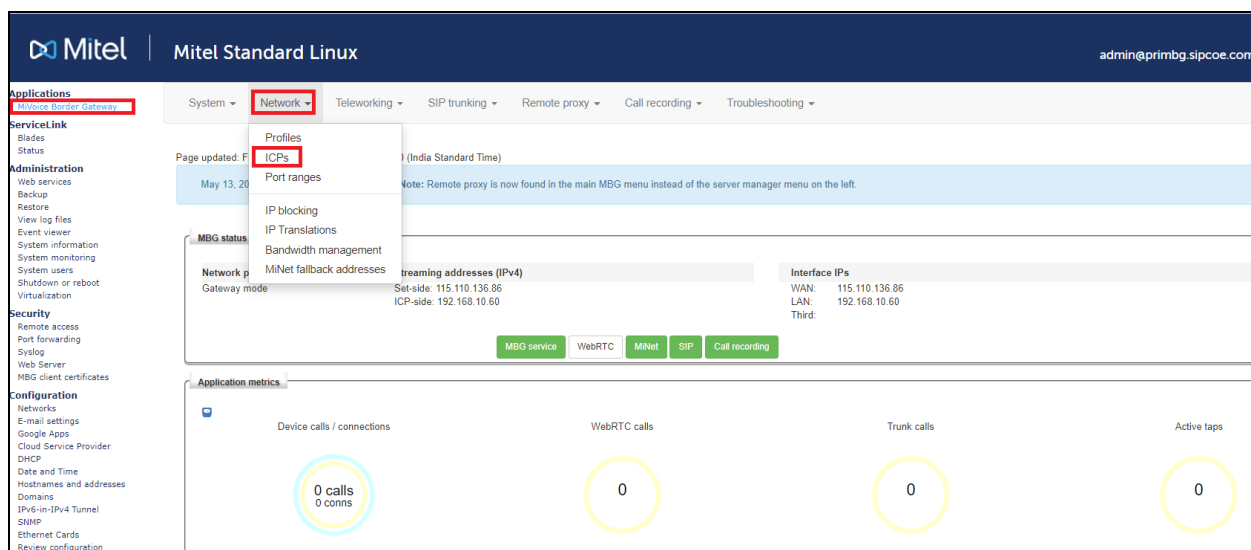 Mitel
Mitel Standard Linux
admin@primbg.sipcoe.com
Applications
MiVoice Border Gateway
ServiceLink
Blades
Status
Administration
Web services
Backup
Restore
View log files
Event viewer
System information
System monitoring
System users
Shutdown or reboot
Virtualization
Security
Remote access
Port forwarding
Syslog
Web Server
MBG client certificates
Configuration
Networks
E-mail settings
Google Apps
Cloud Service Provider
DHCP
Date and Time
Hostnames and addresses
Domains
IPv6-in-IPv4 Tunnel
SNMP
Ethernet Cards
Review configuration
System Network Teleworking SIP trunking Remote proxy Call recording Troubleshooting
Profiles
ICPs
Port ranges
IP blocking
IP Translations
Bandwidth management
MiNet fallback addresses
Page updated: F 0 (India Standard Time)
May 13, 20 Note: Remote proxy is now found in the main MBG menu instead of the server manager menu on the left.
MBG status
Network p treaming addresses (IPv4) Interface IPs
Gateway mode Set-side: 115.110.136.86 WAN: 115.110.136.86
ICP-side: 192.168.10.60 LAN: 192.168.10.60
Third:
MBG service WebRTC MiNet SIP Call recording
Application metrics
Device calls / connections WebRTC calls Trunk calls Active taps
0 calls 0 0 0
0 conns